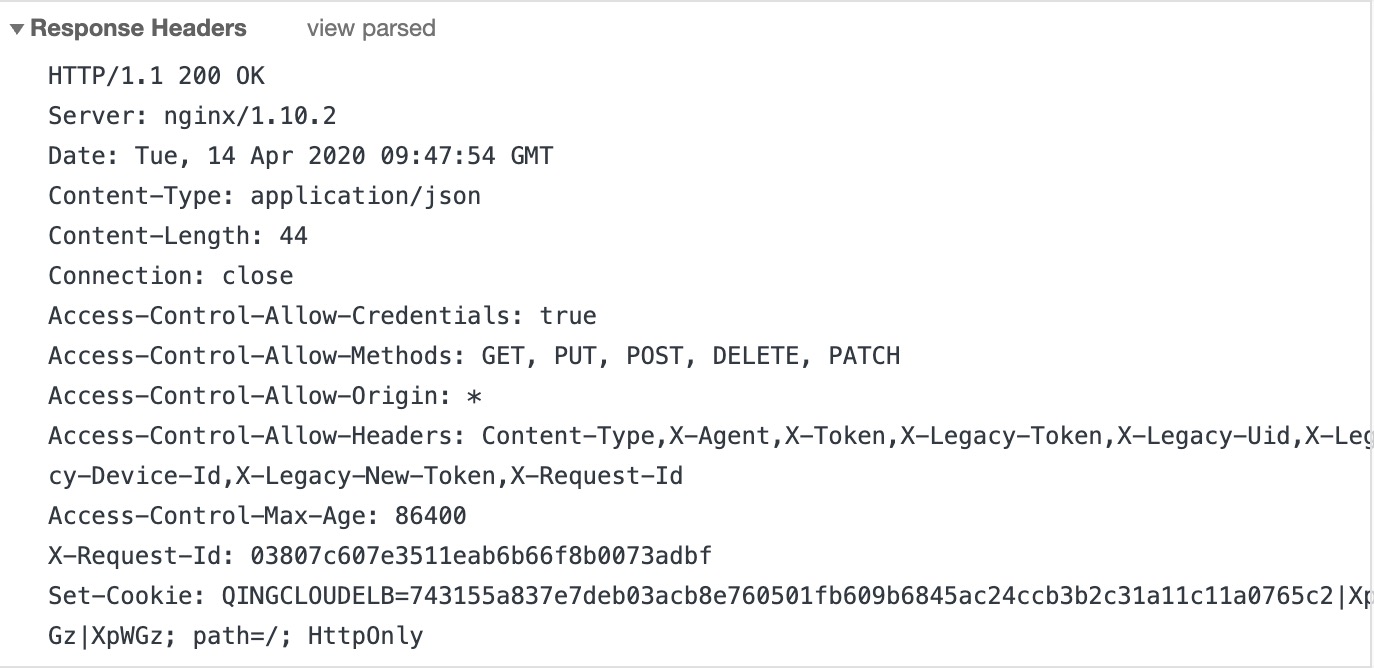 Response Headers view parsed
HTTP/1.1 200 OK
Server: nginx/1.10.2
Date: Tue, 14 Apr 2020 09:47:54 GMT
Content-Type: application/json
Content-Length: 44
Connection: close
Access-Control-Allow-Credentials: true
Access-Control-Allow-Methods: GET, PUT, POST, DELETE, PATCH
Access-Control-Allow-Origin: *
Access-Control-Allow-Headers: Content-Type,X-Agent,X-Token,X-Legacy-Token,X-Legacy-Uid,X-Leg
cy-Device-Id,X-Legacy-New-Token,X-Request-Id
Access-Control-Max-Age: 86400
X-Request-Id: 03807c607e3511eab6b66f8b0073adbf
Set-Cookie: QINGCLOUDELB=743155a837e7deb03acb8e760501fb609b6845ac24ccb3b2c31a11c11a0765c2|Xp
Gz|XpWGz; path=/; HttpOnly